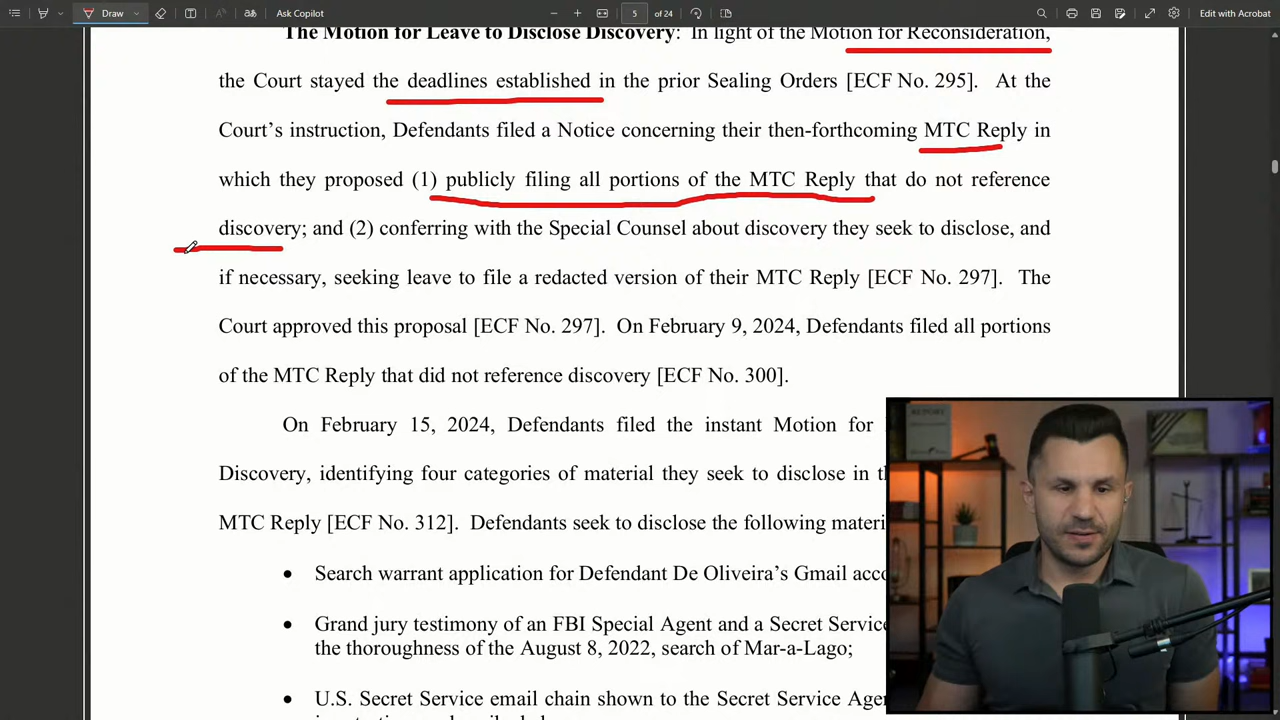 Draw
Ask Copilot
5
of 24
Edit with Acrobat
The Motion for Leave to Disclose Discovery: In light of the Motion for Reconsideration,
the Court stayed the deadlines established in the prior Sealing Orders [ECF No. 295]. At the
Court's instruction, Defendants filed a Notice concerning their then-forthcoming MTC Reply in
which they proposed (1) publicly filing all portions of the MTC Reply that do not reference
discovery; and (2) conferring with the Special Counsel about discovery they seek to disclose, and
if necessary, seeking leave to file a redacted version of their MTC Reply [ECF No. 297]. The
Court approved this proposal [ECF No. 297]. On February 9, 2024, Defendants filed all portions
of the MTC Reply that did not reference discovery [ECF No. 300].
On February 15, 2024, Defendants filed the instant Motion for
Discovery, identifying four categories of material they seek to disclose in
MTC Reply [ECF No. 312]. Defendants seek to disclose the following
• Search warrant application for Defendant De Oliveira's Gmail
• Grand jury testimony of an FBI Special Agent and a Secret Service
the thoroughness of the August 8, 2022, search of Mar-a-Lago;
• U.S. Secret Service email chain shown to the Secret Service
REPORT